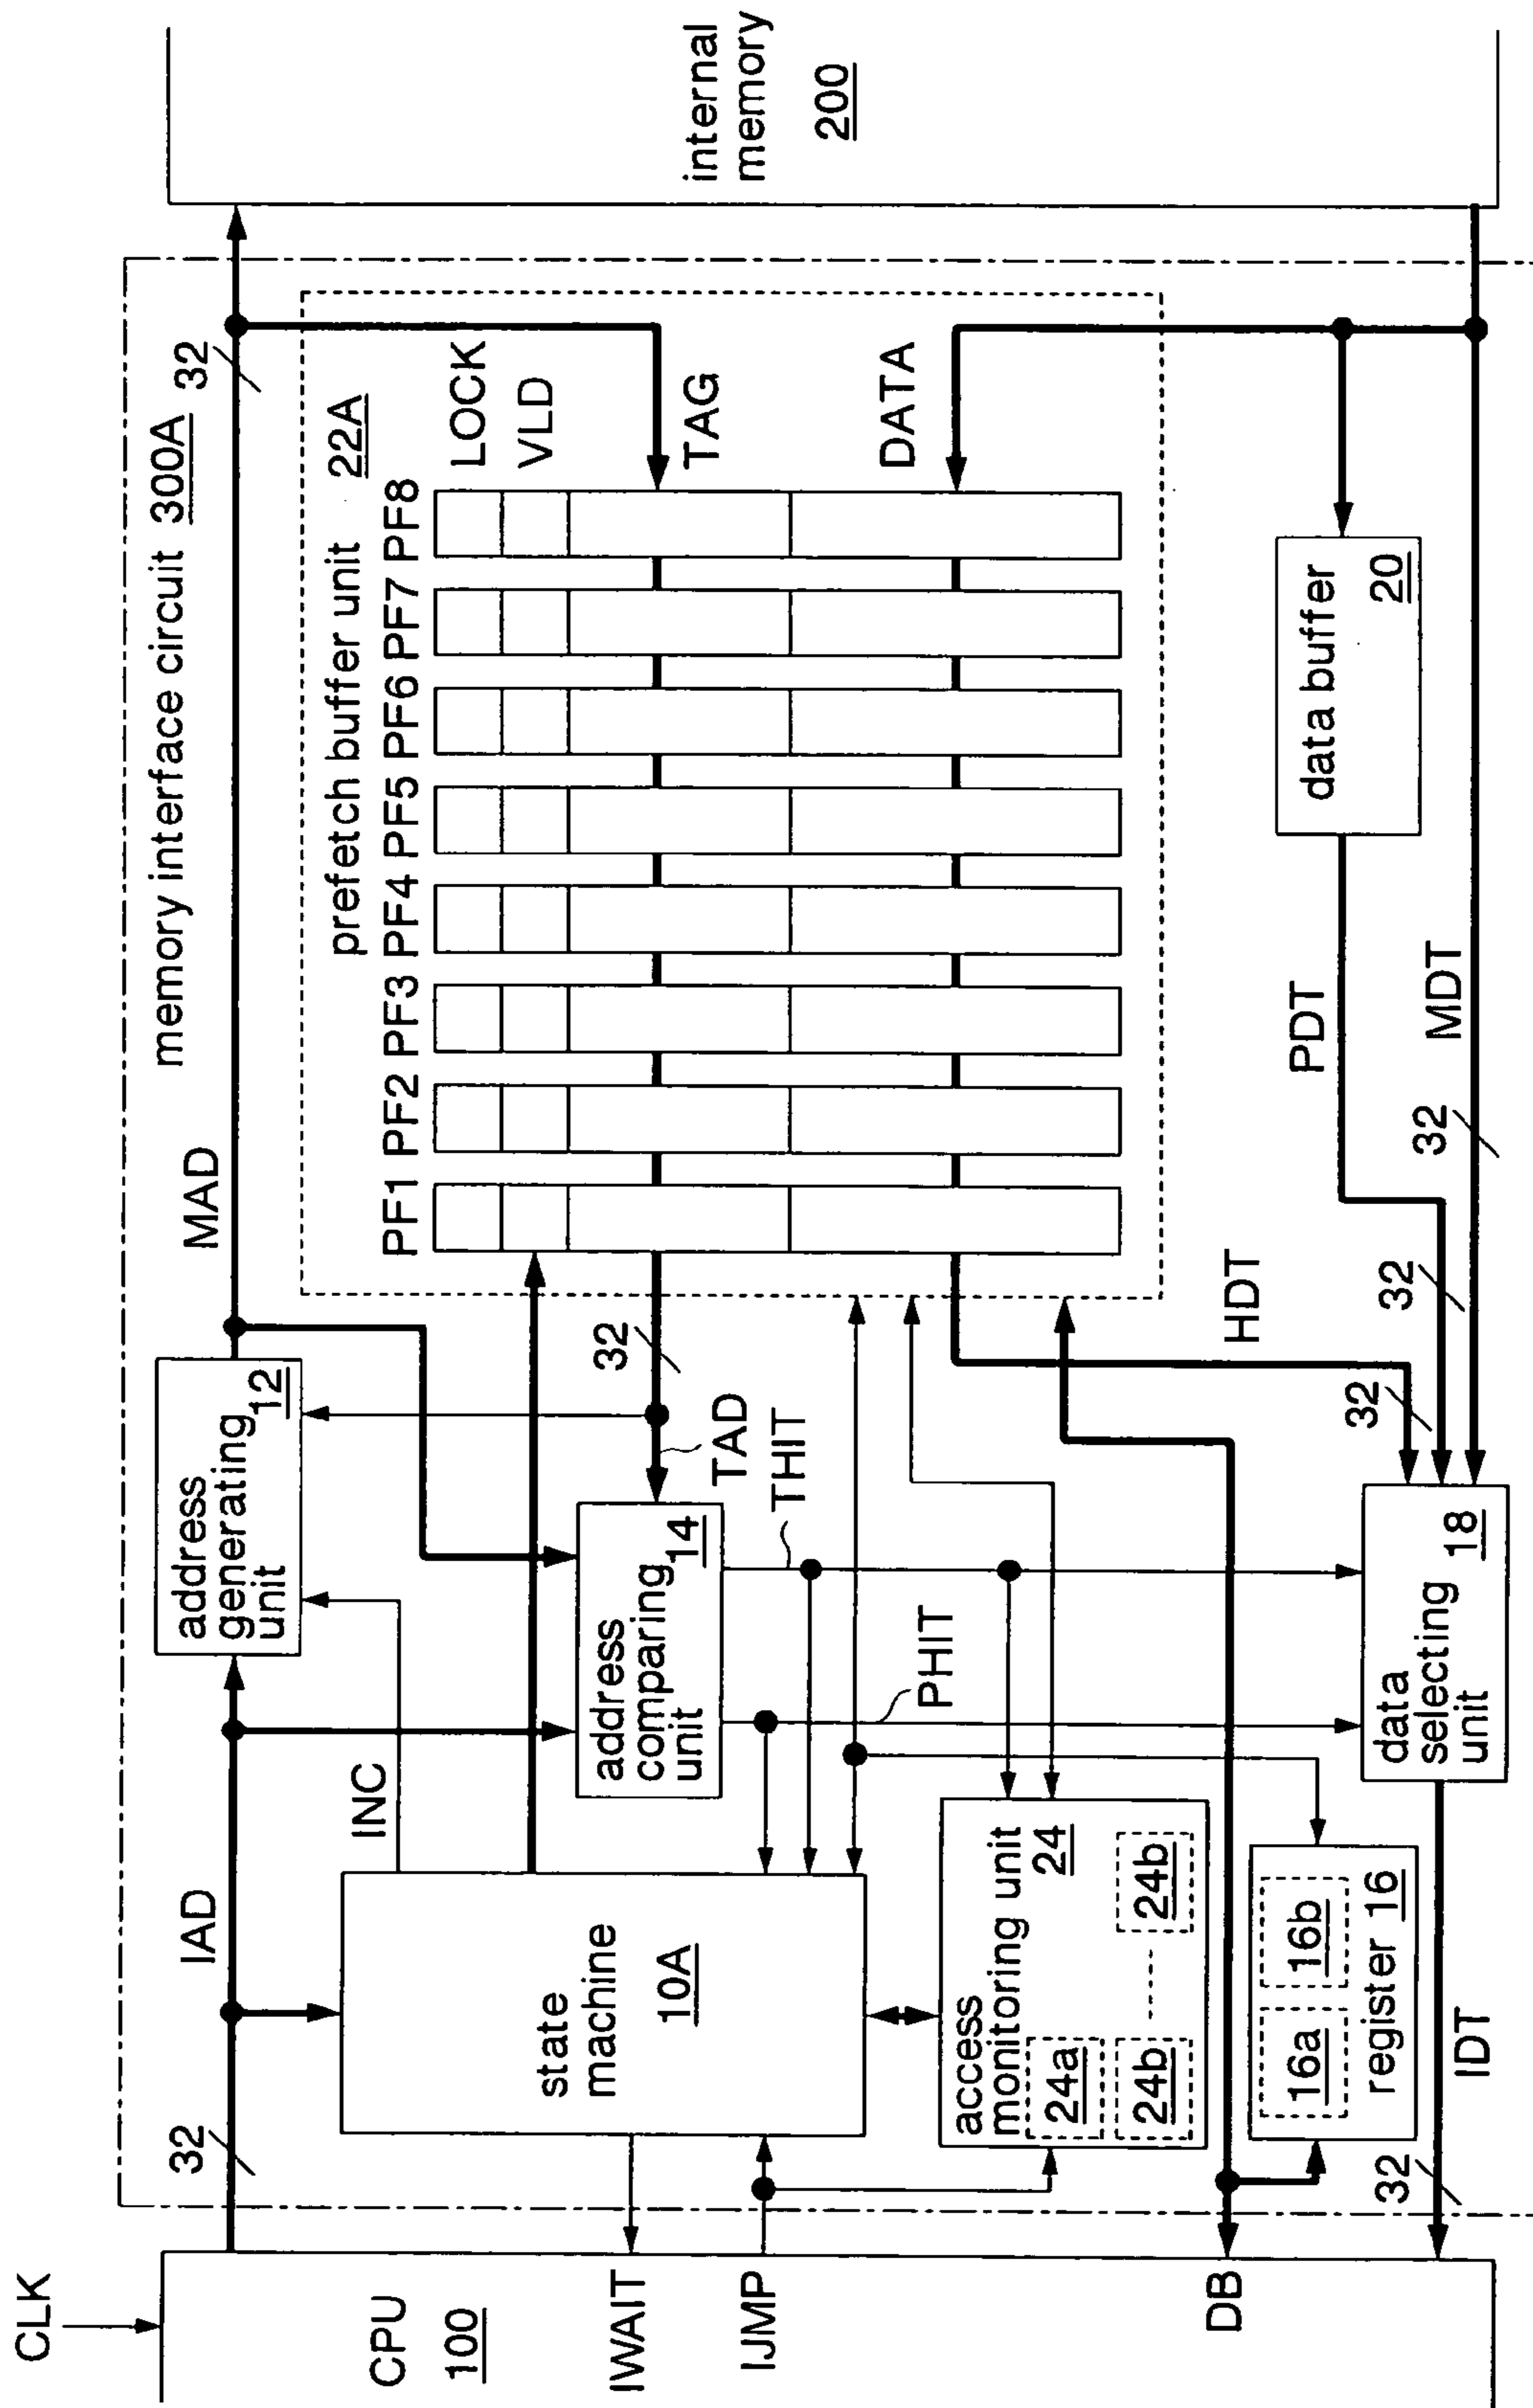 CLK
CPU
100
IWAIT
IJMP
DB
32
IAD
INC
state
machine
10A
access
monitoring unit
24
24a
24b
24b
16a
16b
register 16
32
IDT
address
generating
unit
12
MAD
address
comparing
unit
14
TAD
THIT
PHIT
32
data
selecting
unit
18
HDT
32
32
32
PDT
MDT
memory interface circuit 300A
32
prefetch buffer unit 22A
PF1 PF2 PF3 PF4 PF5 PF6 PF7 PF8
LOCK
VLD
TAG
DATA
data buffer
20
internal
memory
200